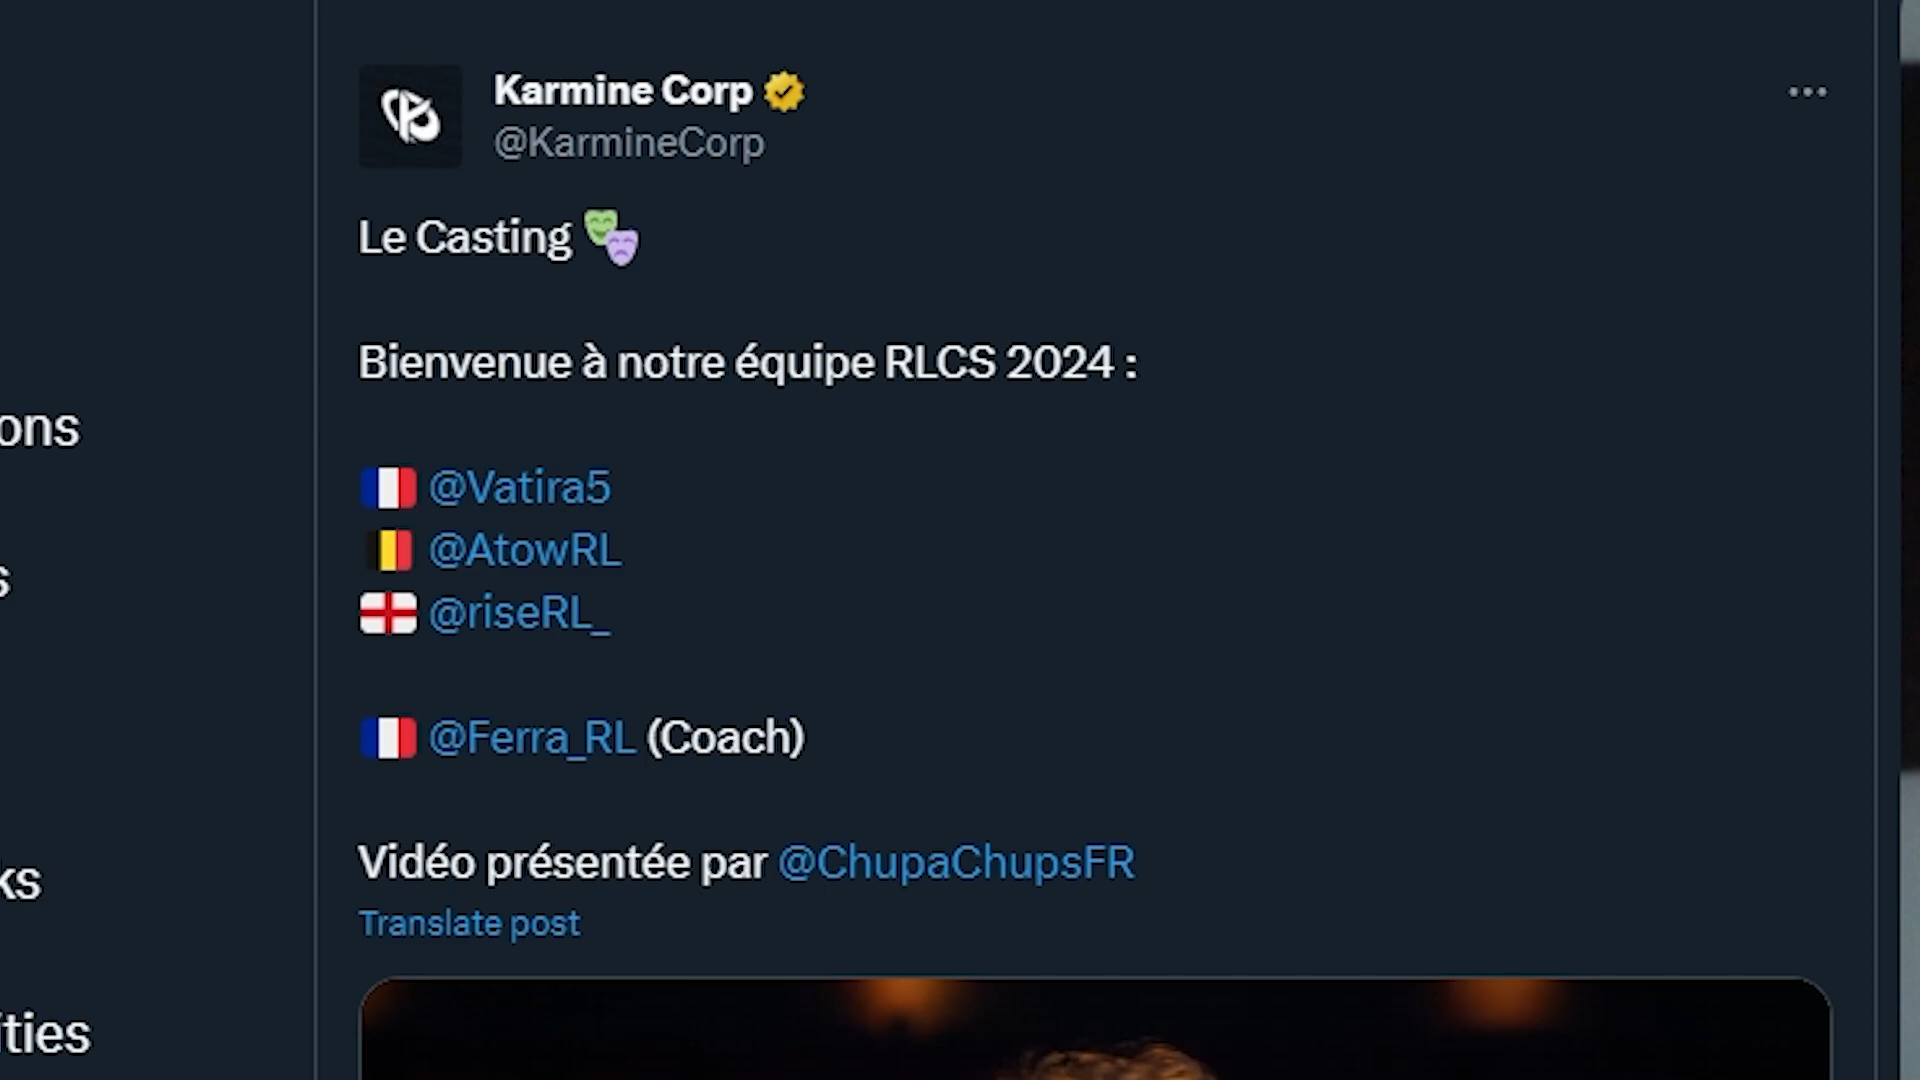 Karmine Corp
@KarmineCorp
Le Casting 🎭
Bienvenue à notre équipe RLCS 2024 :
🇫🇷 @Vatira5
🇧🇪 @AtowRL
🏴󠁧󠁢󠁥󠁮󠁧󠁿 @riseRL_
🇫🇷 @Ferra_RL (Coach)
Vidéo présentée par @ChupaChupsFR
Translate post
ons
s
ks
ities